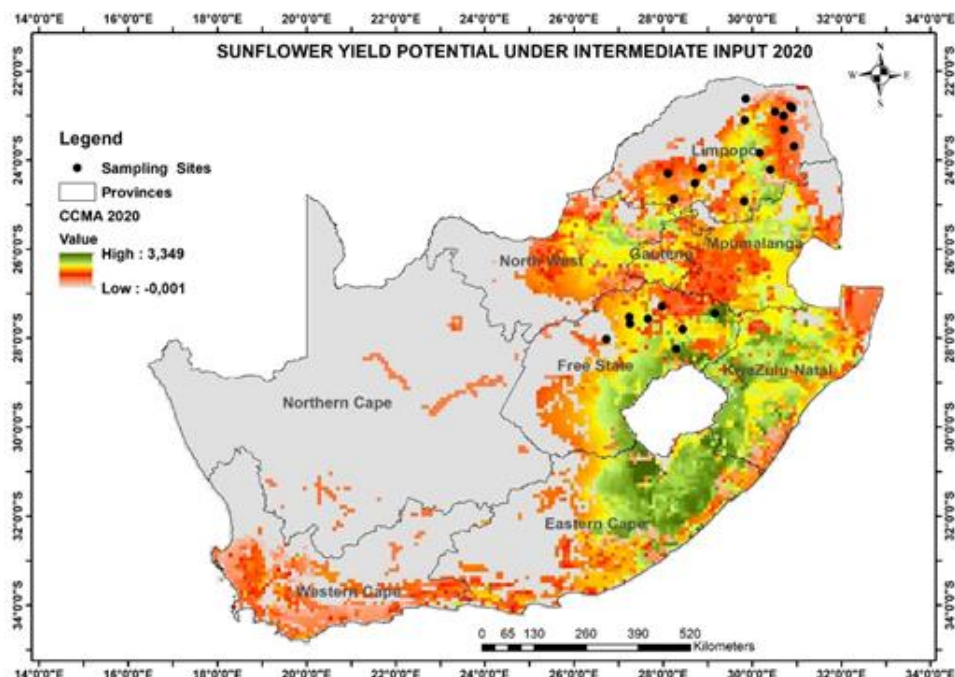 14°0'0"E 16°0'0"E 18°0'0"E 20°0'0"E 22°0'0"E 24°0'0"E 26°0'0"E 28°0'0"E 30°0'0"E 32°0'0"E 34°0'0"E
SUNFLOWER YIELD POTENTIAL UNDER INTERMEDIATE INPUT 2020
N
W E
S
22°0'0"S 22°0'0"S
Legend
Sampling Sites
Provinces
CCMA 2020
Value
High : 3,349
Low : -0,001
Limpopo
24°0'0"S 24°0'0"S
Mpumalanga
North West
Gauteng
26°0'0"S 26°0'0"S
28°0'0"S 28°0'0"S
Free State
KwaZulu-Natal
Northern Cape
30°0'0"S 30°0'0"S
Eastern Cape
32°0'0"S 32°0'0"S
Western Cape
34°0'0"S 34°0'0"S
0 65 130 260 390 520
Kilometers
14°0'0"E 16°0'0"E 18°0'0"E 20°0'0"E 22°0'0"E 24°0'0"E 26°0'0"E 28°0'0"E 30°0'0"E 32°0'0"E 34°0'0"E